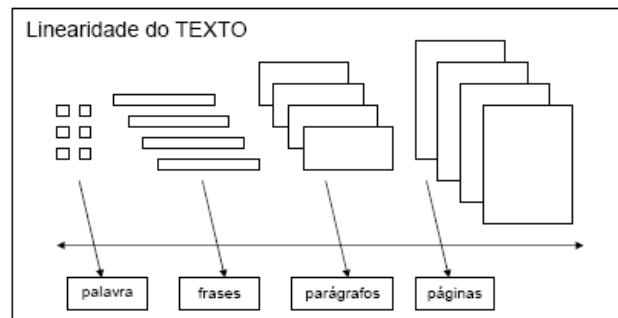 Linearidade do TEXTO
palavra
frases
parágrafos
páginas